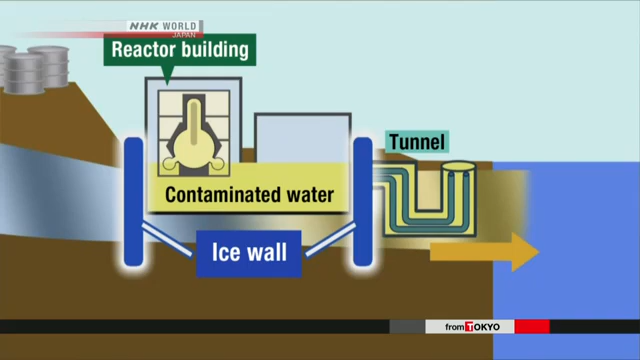 NHK WORLD
JAPAN
Reactor building
Tunnel
Contaminated water
Ice wall
from TOKYO